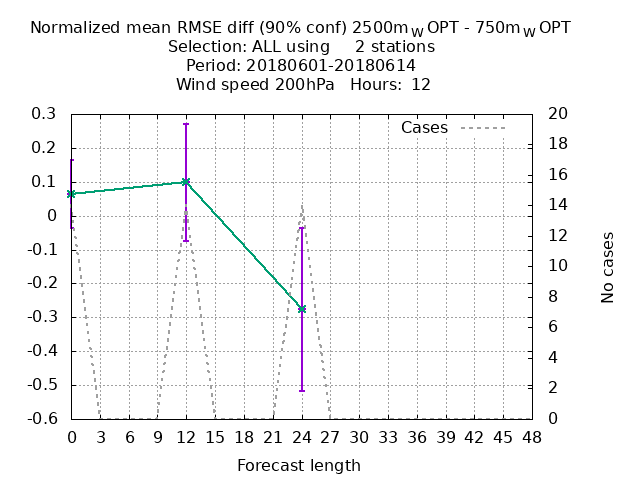 Normalized mean RMSE diff (90% conf) 2500m_W OPT - 750m_W OPT
Selection: ALL using 2 stations
Period: 20180601-20180614
Wind speed 200hPa Hours: 12
Cases
0.3
0.2
0.1
0
-0.1
-0.2
-0.3
-0.4
-0.5
-0.6
20
18
16
14
12
10
8
6
4
2
0
No cases
0 3 6 9 12 15 18 21 24 27 30 33 36 39 42 45 48
Forecast length